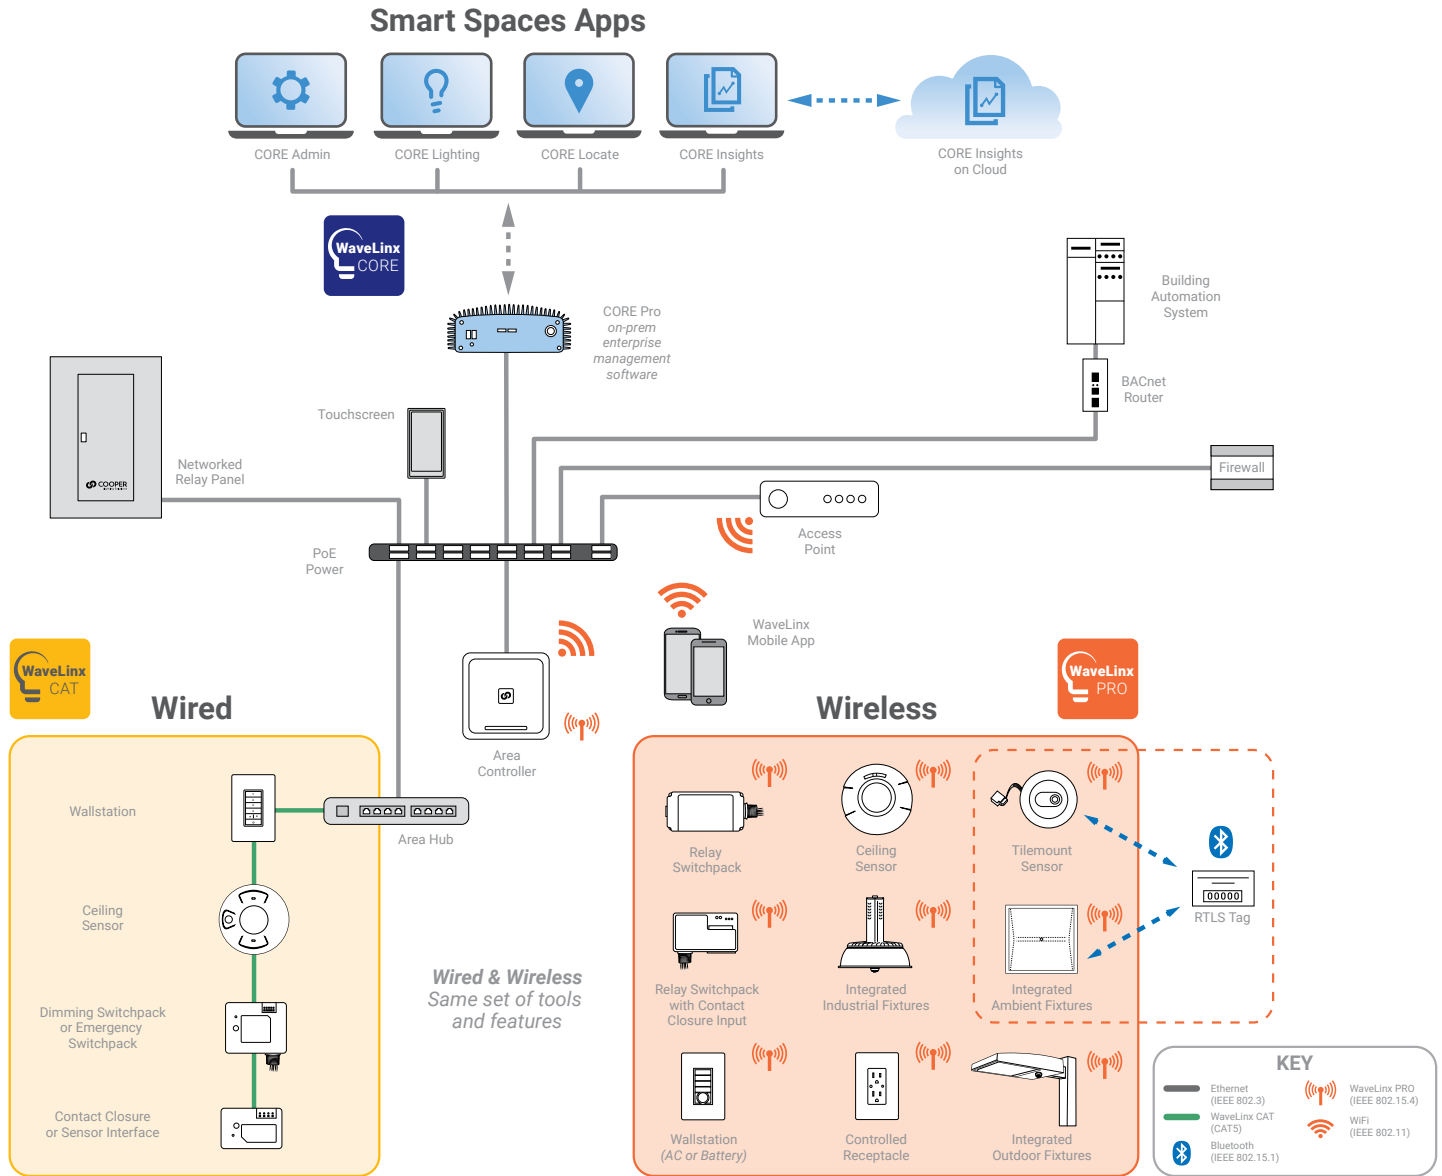 Smart Spaces Apps
CORE Admin
CORE Lighting
CORE Locate
CORE Insights
CORE Insights
on Cloud
WaveLinx
CORE
CORE Pro
on-prem
enterprise
management
software
Building
Automation
System
BACnet
Router
Touchscreen
Networked
Relay Panel
COOPER
Firewall
Access
Point
PoE
Power
WaveLinx
Mobile App
WaveLinx
CAT
Wired
Area
Controller
Wireless
WaveLinx
PRO
Wallstation
Area Hub
Ceiling
Sensor
Dimming Switchpack
or Emergency
Switchpack
Contact Closure
or Sensor Interface
Wired & Wireless
Same set of tools
and features
Relay
Switchpack
Ceiling
Sensor
Tilemount
Sensor
00000
RTLS Tag
Relay Switchpack
with Contact
Closure Input
Integrated
Industrial Fixtures
Integrated
Ambient Fixtures
Wallstation
(AC or Battery)
Controlled
Receptacle
Integrated
Outdoor Fixtures
KEY
Ethernet
(IEEE 802.3)
WaveLinx CAT
(CAT5)
Bluetooth
(IEEE 802.15.1)
WaveLinx PRO
(IEEE 802.15.4)
WiFi
(IEEE 802.11)